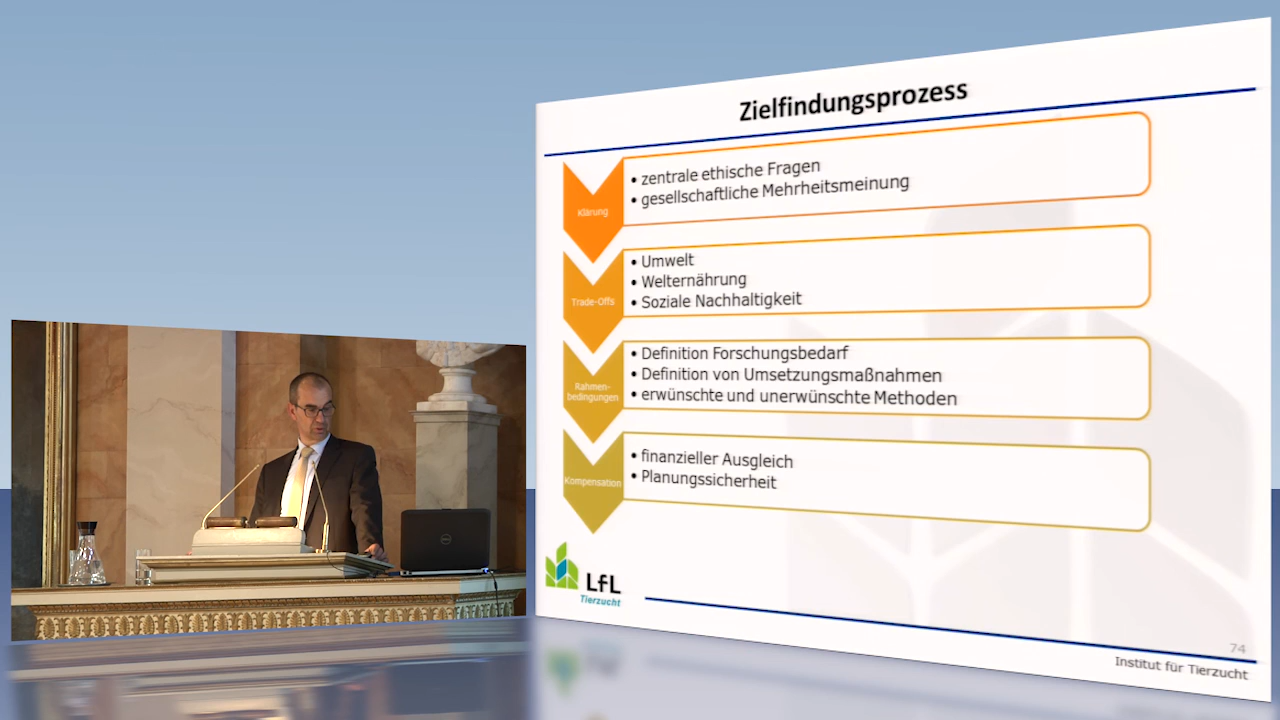 Zielfindungsprozess
Klärung
• zentrale ethische Fragen
• gesellschaftliche Mehrheitsmeinung
Trade-Offs
• Umwelt
• Welternährung
• Soziale Nachhaltigkeit
Rahmen-
bedingungen
• Definition Forschungsbedarf
• Definition von Umsetzungsmaßnahmen
• erwünschte und unerwünschte Methoden
Kompensation
• finanzieller Ausgleich
• Planungssicherheit
LfL
Tierzucht
74
Institut für Tierzucht
DELL